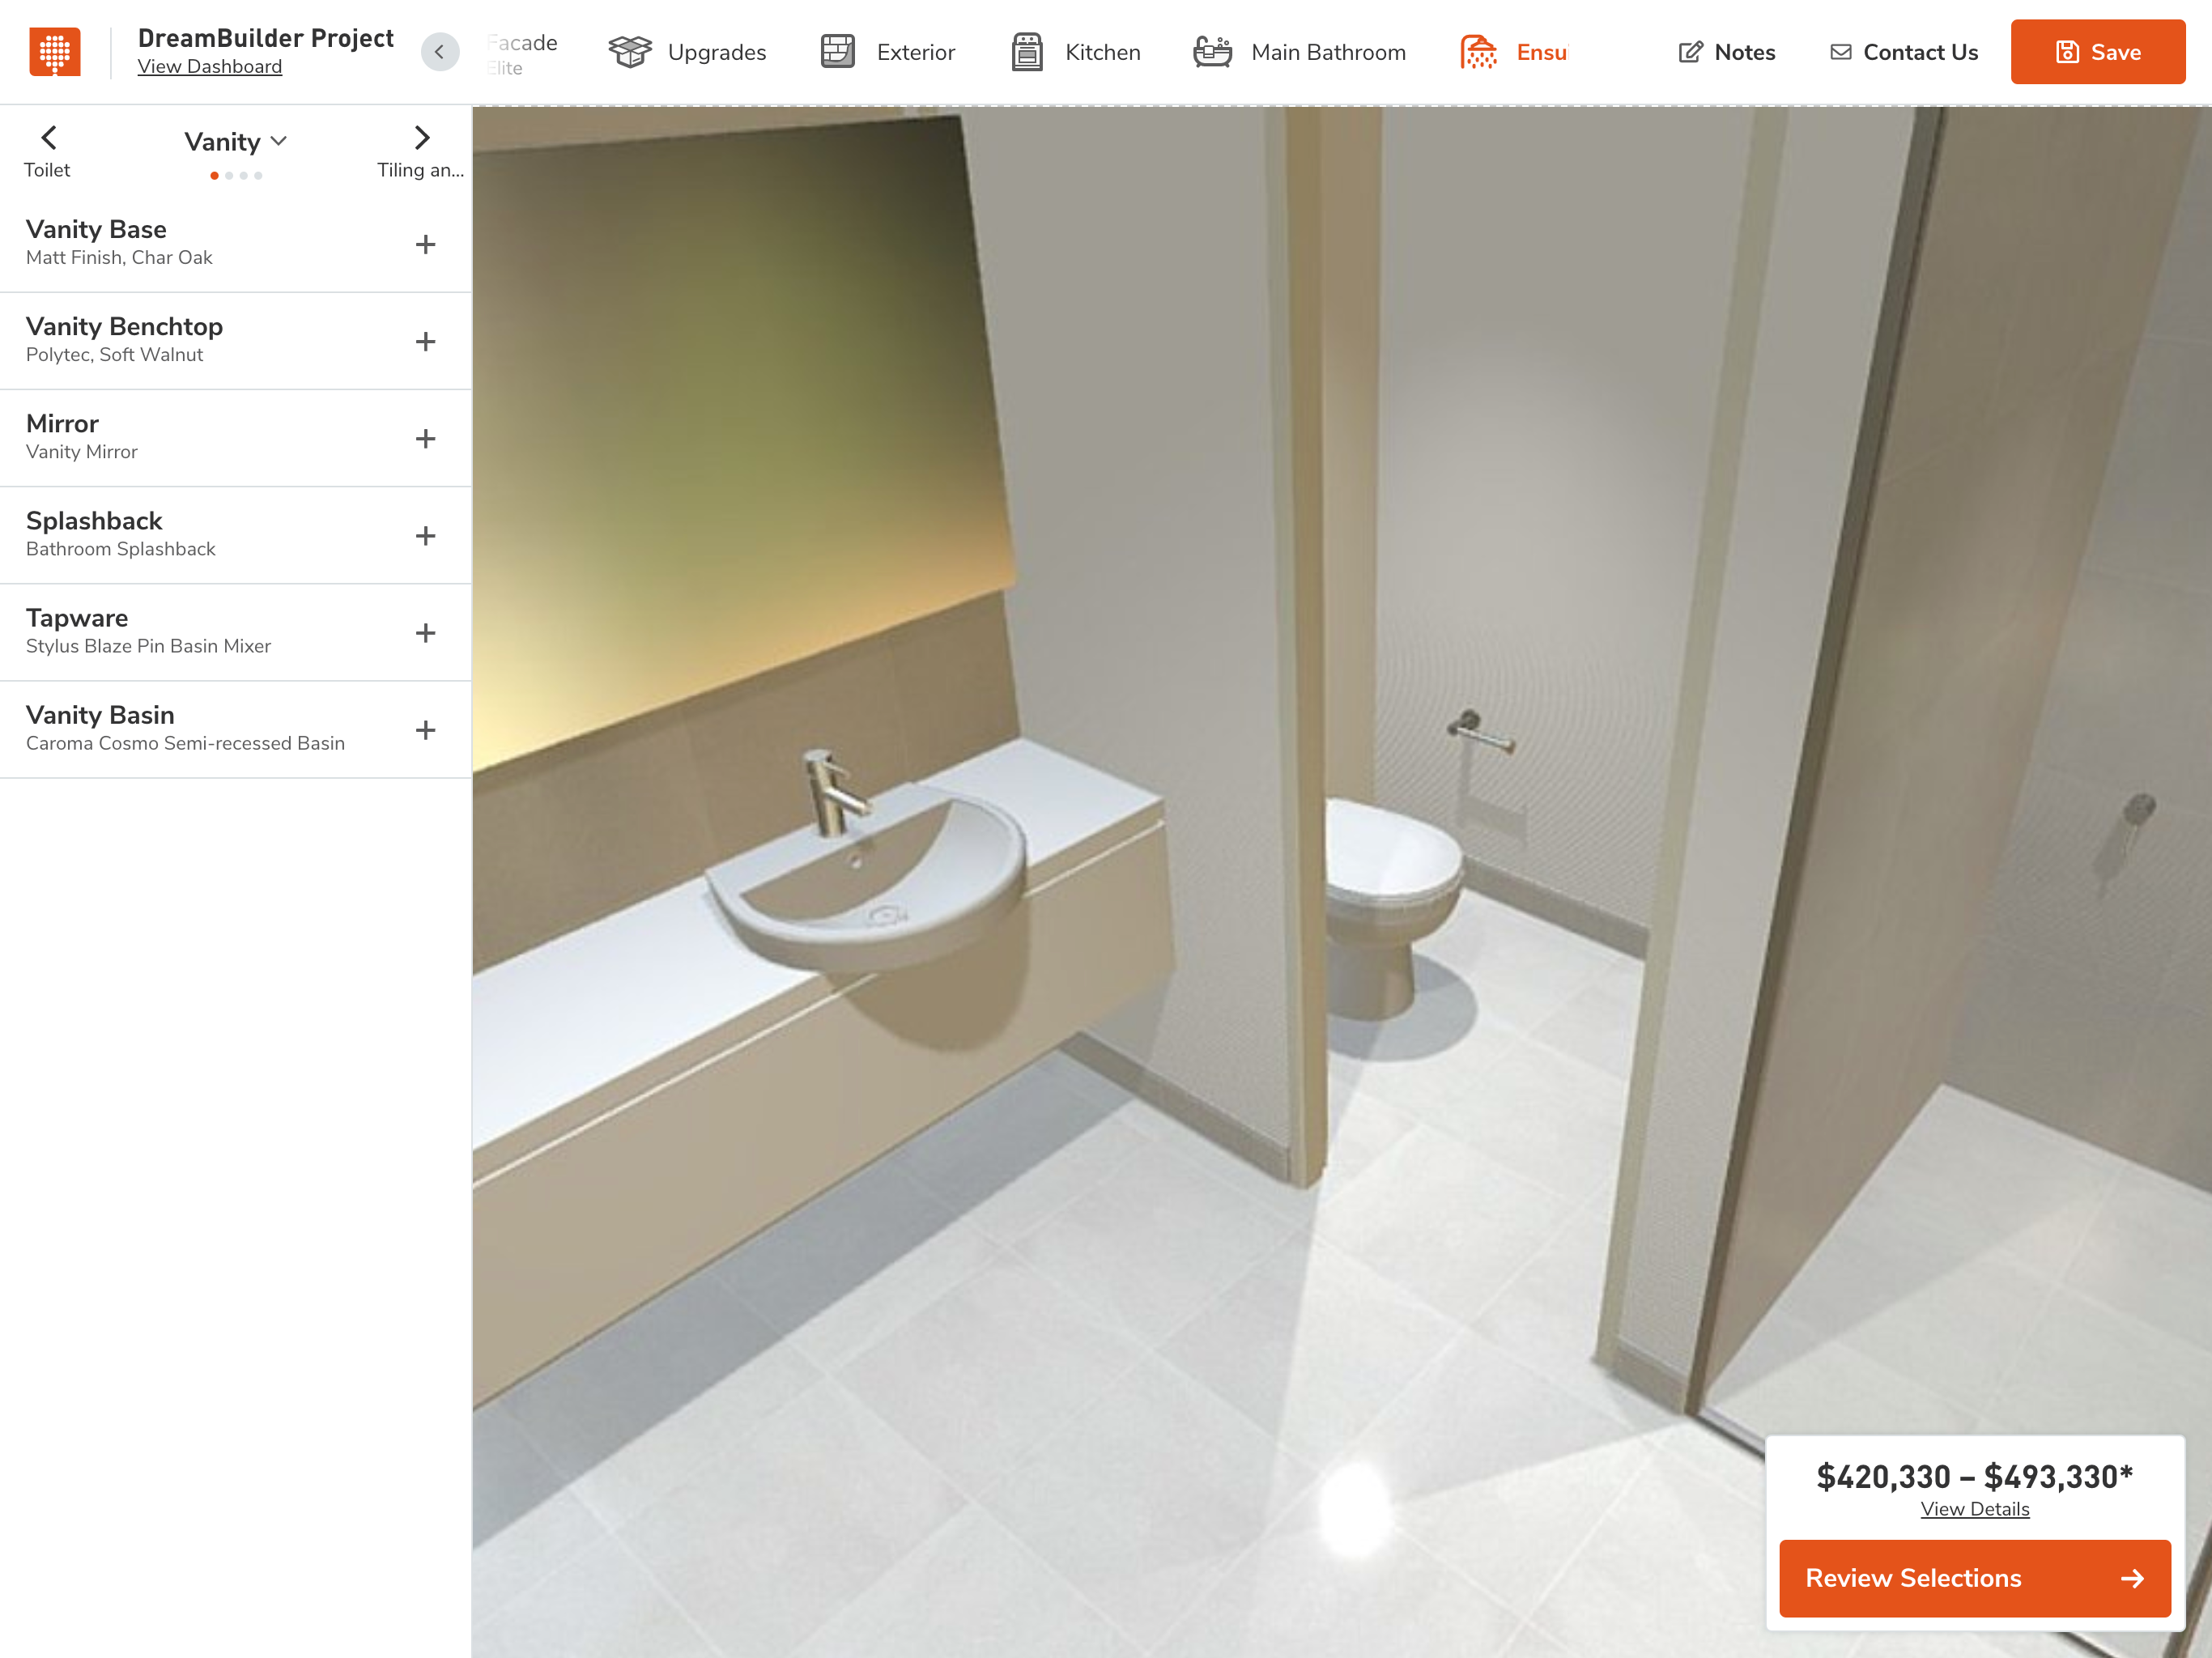 DreamBuilder Project
View Dashboard
Facade
Elite
Upgrades
Exterior
Kitchen
Main Bathroom
Ensu
Notes
Contact Us
Save
Toilet
Vanity
Tiling an...
Vanity Base
Matt Finish, Char Oak
Vanity Benchtop
Polytec, Soft Walnut
Mirror
Vanity Mirror
Splashback
Bathroom Splashback
Tapware
Stylus Blaze Pin Basin Mixer
Vanity Basin
Caroma Cosmo Semi-recessed Basin
$420,330 – $493,330*
View Details
Review Selections